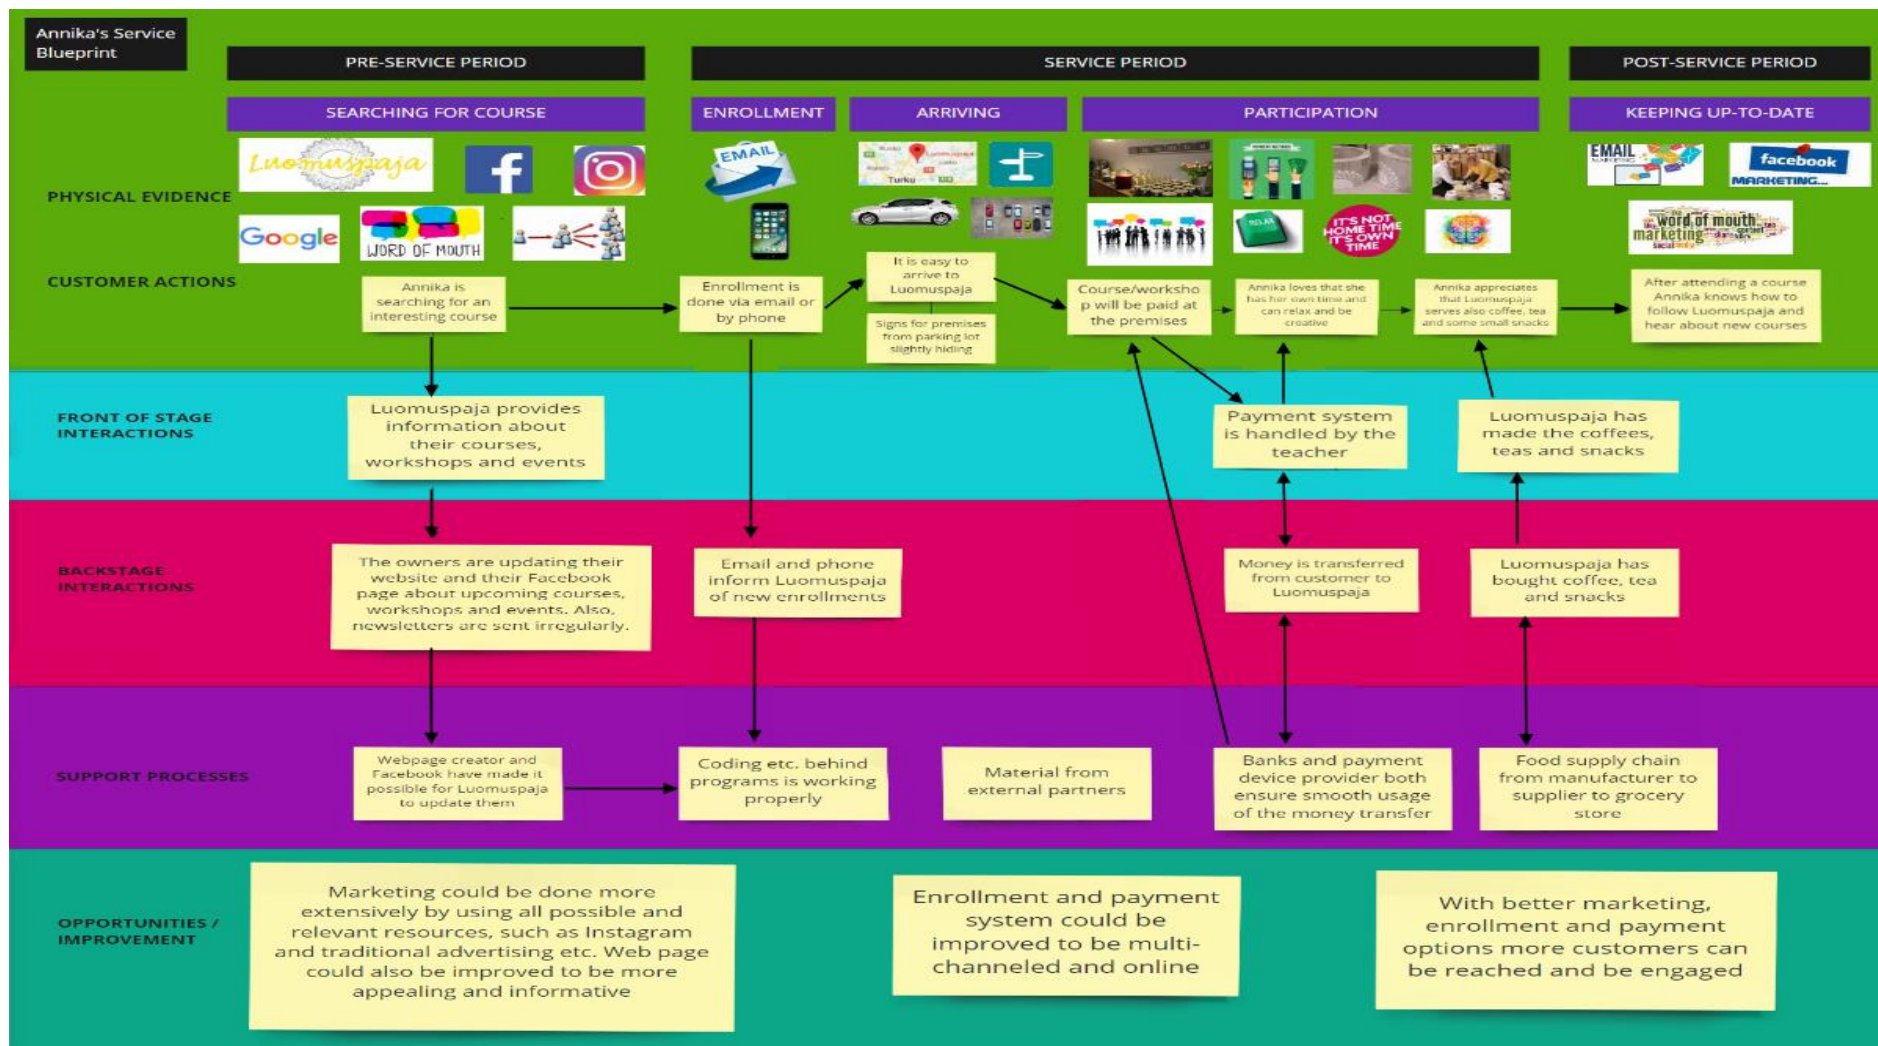 Annika's Service
Blueprint
PRE-SERVICE PERIOD
SERVICE PERIOD
POST-SERVICE PERIOD
SEARCHING FOR COURSE
ENROLLMENT
ARRIVING
PARTICIPATION
KEEPING UP-TO-DATE
PHYSICAL EVIDENCE
Luomuspaja
EMAIL
Turku
EMAIL
MARKETING
facebook
MARKETING...
Google
WORD OF MOUTH
RELAX
IT'S NOT
HOME TIME
IT'S OWN
TIME
word of mouth
marketing
social
CUSTOMER ACTIONS
Annika is
searching for an
interesting course
Enrollment is
done via email or
by phone
It is easy to
arrive to
Luomuspaja
Signs for premises
from parking lot
slightly hiding
Course/worksho
p will be paid at
the premises
Annika loves that she
has her own time and
can relax and be
creative
Annika appreciates
that Luomuspaja
serves also coffee, tea
and some small snacks
After attending a course
Annika knows how to
follow Luomuspaja and
hear about new courses
FRONT OF STAGE
INTERACTIONS
Luomuspaja provides
information about
their courses,
workshops and events
Payment system
is handled by the
teacher
Luomuspaja has
made the coffees,
teas and snacks
BACKSTAGE
INTERACTIONS
The owners are updating their
website and their Facebook
page about upcoming courses,
workshops and events. Also,
newsletters are sent irregularly.
Email and phone
inform Luomuspaja
of new enrollments
Money is transferred
from customer to
Luomuspaja
Luomuspaja has
bought coffee, tea
and snacks
SUPPORT PROCESSES
Webpage creator and
Facebook have made it
possible for Luomuspaja
to update them
Coding etc. behind
programs is working
properly
Material from
external partners
Banks and payment
device provider both
ensure smooth usage
of the money transfer
Food supply chain
from manufacturer to
supplier to grocery
store
OPPORTUNITIES /
IMPROVEMENT
Marketing could be done more
extensively by using all possible and
relevant resources, such as Instagram
and traditional advertising etc. Web page
could also be improved to be more
appealing and informative
Enrollment and payment
system could be
improved to be multi-
channeled and online
With better marketing,
enrollment and payment
options more customers can
be reached and be engaged